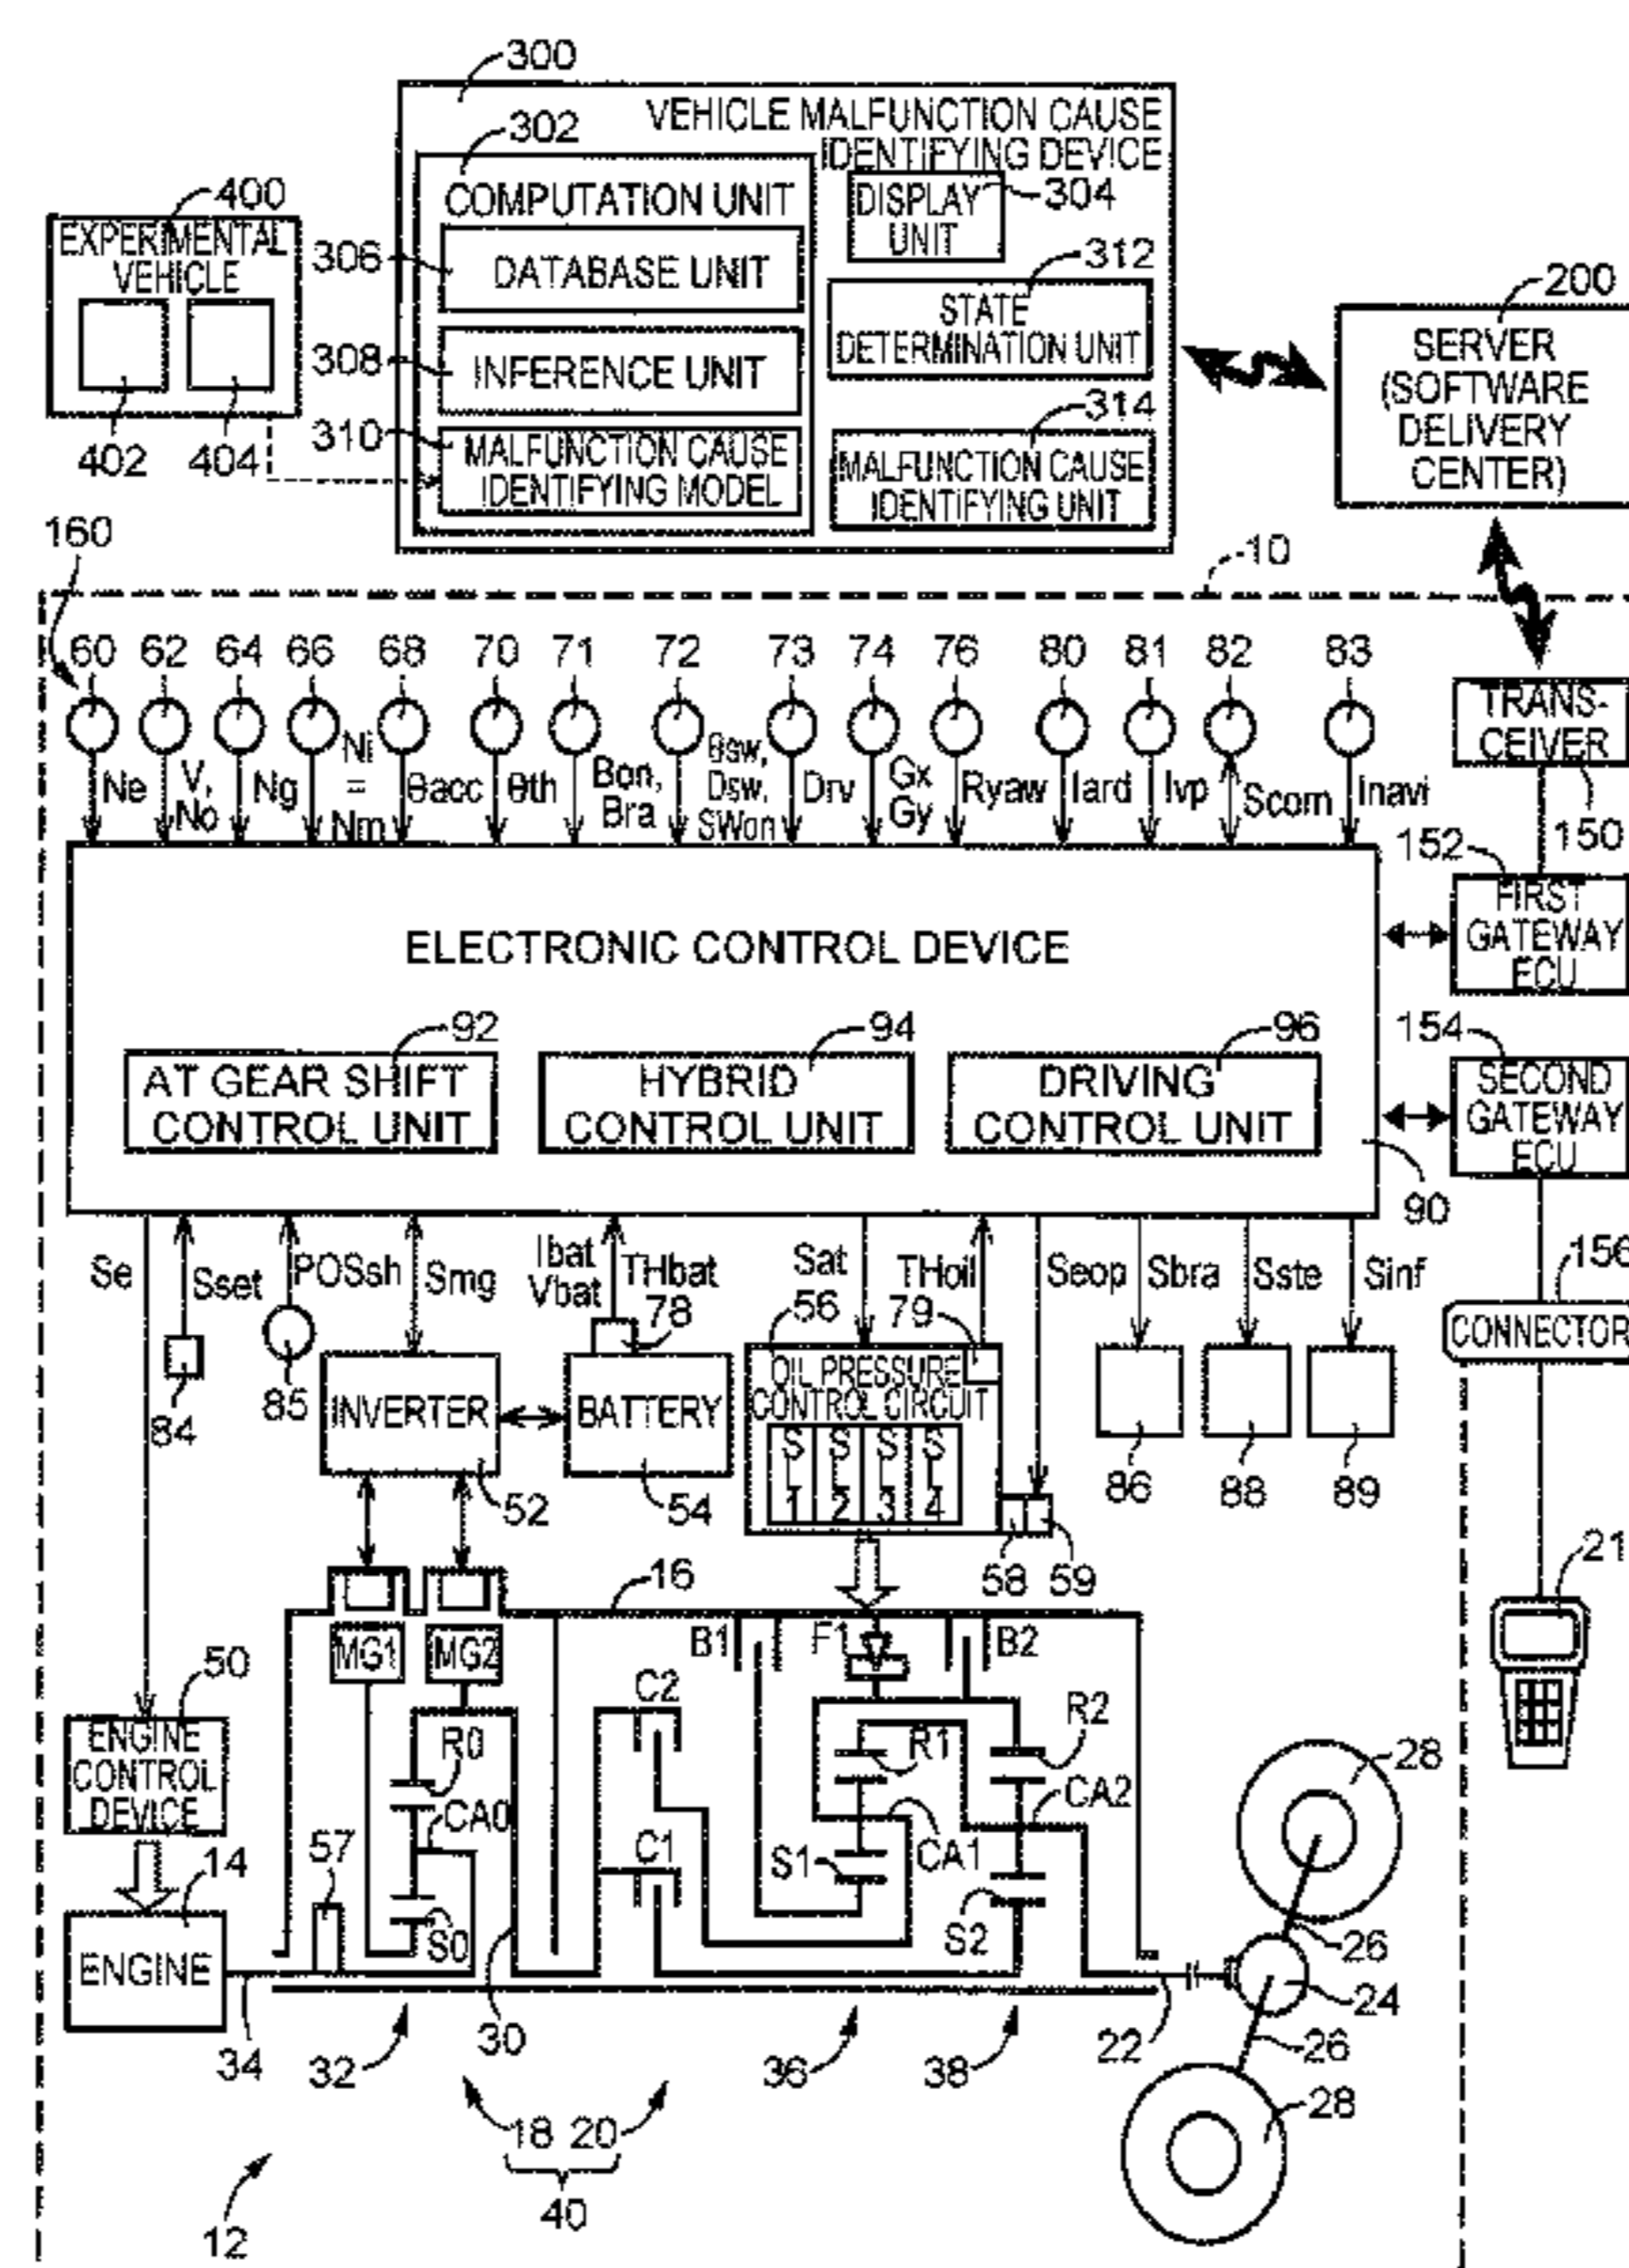 300
VEHICLE MALFUNCTION CAUSE
IDENTIFYING DEVICE
302
COMPUTATION UNIT
DISPLAY
UNIT
304
400
EXPERIMENTAL
VEHICLE
306
DATABASE UNIT
312
STATE
DETERMINATION UNIT
200
SERVER
(SOFTWARE
DELIVERY
CENTER)
308
INFERENCE UNIT
402 404
310
MALFUNCTION CAUSE
IDENTIFYING MODEL
314
MALFUNCTION CAUSE
IDENTIFYING UNIT
160
10
60 62 64 66 68 70 71 72 73 74 76 80 81 82 83
TRANS-
CEIVER
150
Ne
V,
No
Ng
Ni
=
Nm
θacc
θth
Bon,
Bra
θsw,
Dsw,
SWon
Drv
Gx
Gy
Ryaw
Iard
Ivp
Scom
Inavi
152
FIRST
GATEWAY
ECU
ELECTRONIC CONTROL DEVICE
92
AT GEAR SHIFT
CONTROL UNIT
94
HYBRID
CONTROL UNIT
96
DRIVING
CONTROL UNIT
154
SECOND
GATEWAY
ECU
90
Se
Sset
POSsh
Smg
Ibat
Vbat
THbat
Sat
THoil
Seop
Sbra
Sste
Sinf
156
CONNECTOR
84
85
INVERTER
52
78
BATTERY
54
56
79
OIL PRESSURE
CONTROL CIRCUIT
SL1
SL2
SL3
SL4
58 59
86
88
89
21
16
MG1
MG2
B1
F1
B2
50
ENGINE
CONTROL
DEVICE
C2
R0
R1
R2
CA0
CA1
CA2
28
14
57
C1
S1
S0
S2
ENGINE
26
24
34
32
30
36
38
22
26
28
18 20
40
12